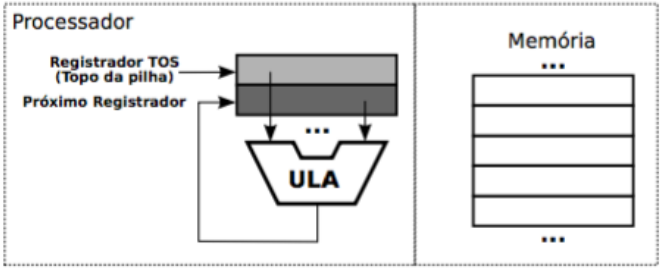 Processador
Registrador TOS
(Topo da pilha)
Próximo Registrador
...
ULA
Memória
...
...